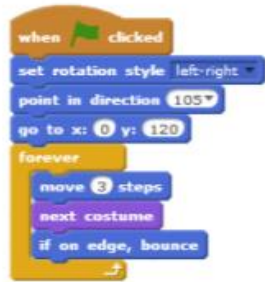 when clicked
set rotation style left-right
point in direction 105
go to x: 0 y: 120
forever
move 3 steps
next costume
if on edge, bounce